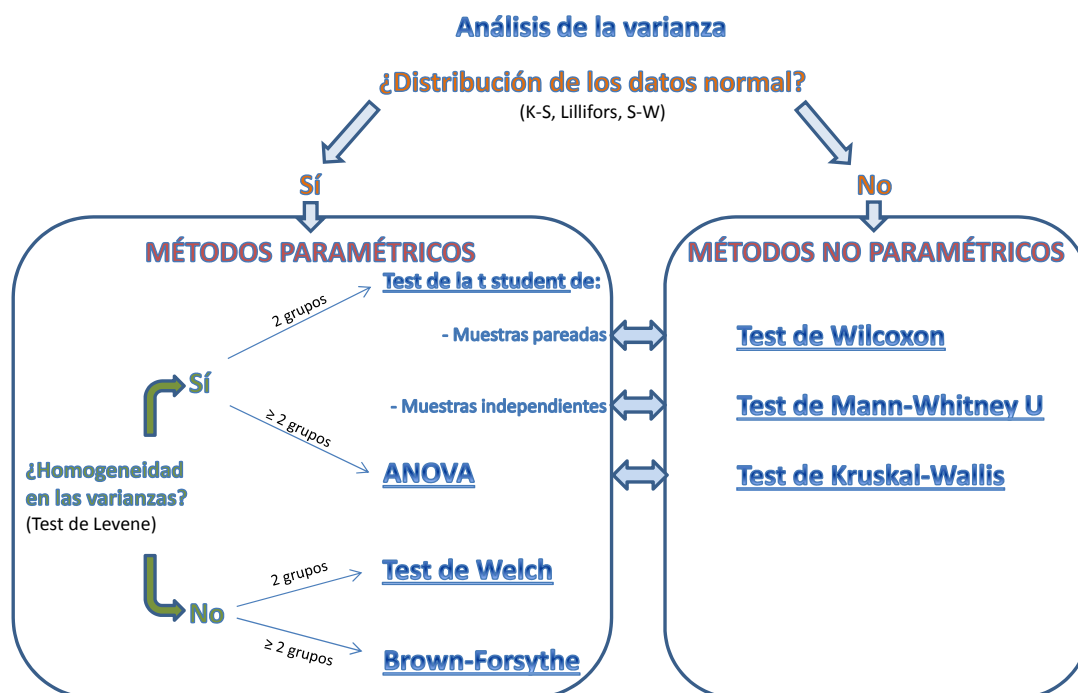 Análisis de la varianza
¿Distribución de los datos normal?
(K-S, Lillifors, S-W)
Sí
No
MÉTODOS PARAMÉTRICOS
2 grupos
Test de la t student de:
- Muestras pareadas
Sí
- Muestras independientes
≥ 2 grupos
¿Homogeneidad
en las varianzas?
(Test de Levene)
ANOVA
2 grupos
Test de Welch
No
≥ 2 grupos
Brown-Forsythe
MÉTODOS NO PARAMÉTRICOS
Test de Wilcoxon
Test de Mann-Whitney U
Test de Kruskal-Wallis